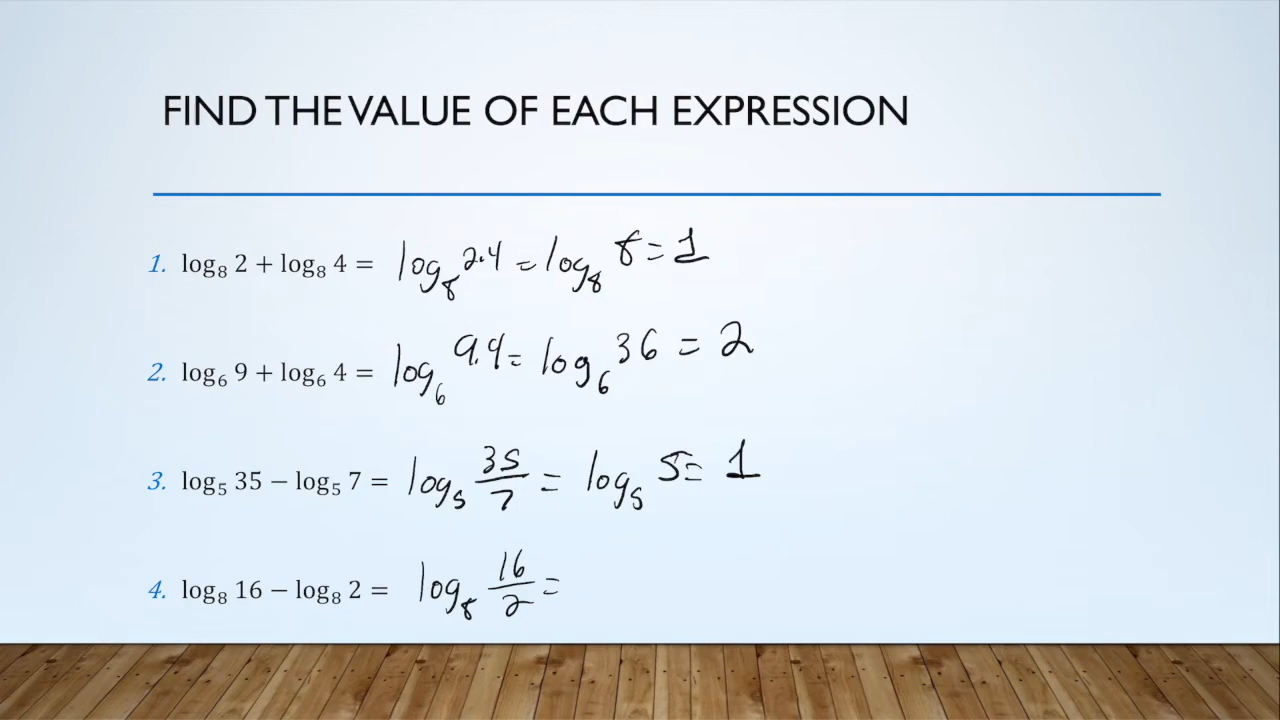 FIND THE VALUE OF EACH EXPRESSION
1. log₈ 2 + log₈ 4 = log₈ 2·4 = log₈ 8 = 1
2. log₆ 9 + log₆ 4 = log₆ 9·4 = log₆ 36 = 2
3. log₅ 35 − log₅ 7 = log₅ 35/7 = log₅ 5 = 1
4. log₈ 16 − log₈ 2 = log₈ 16/2 =